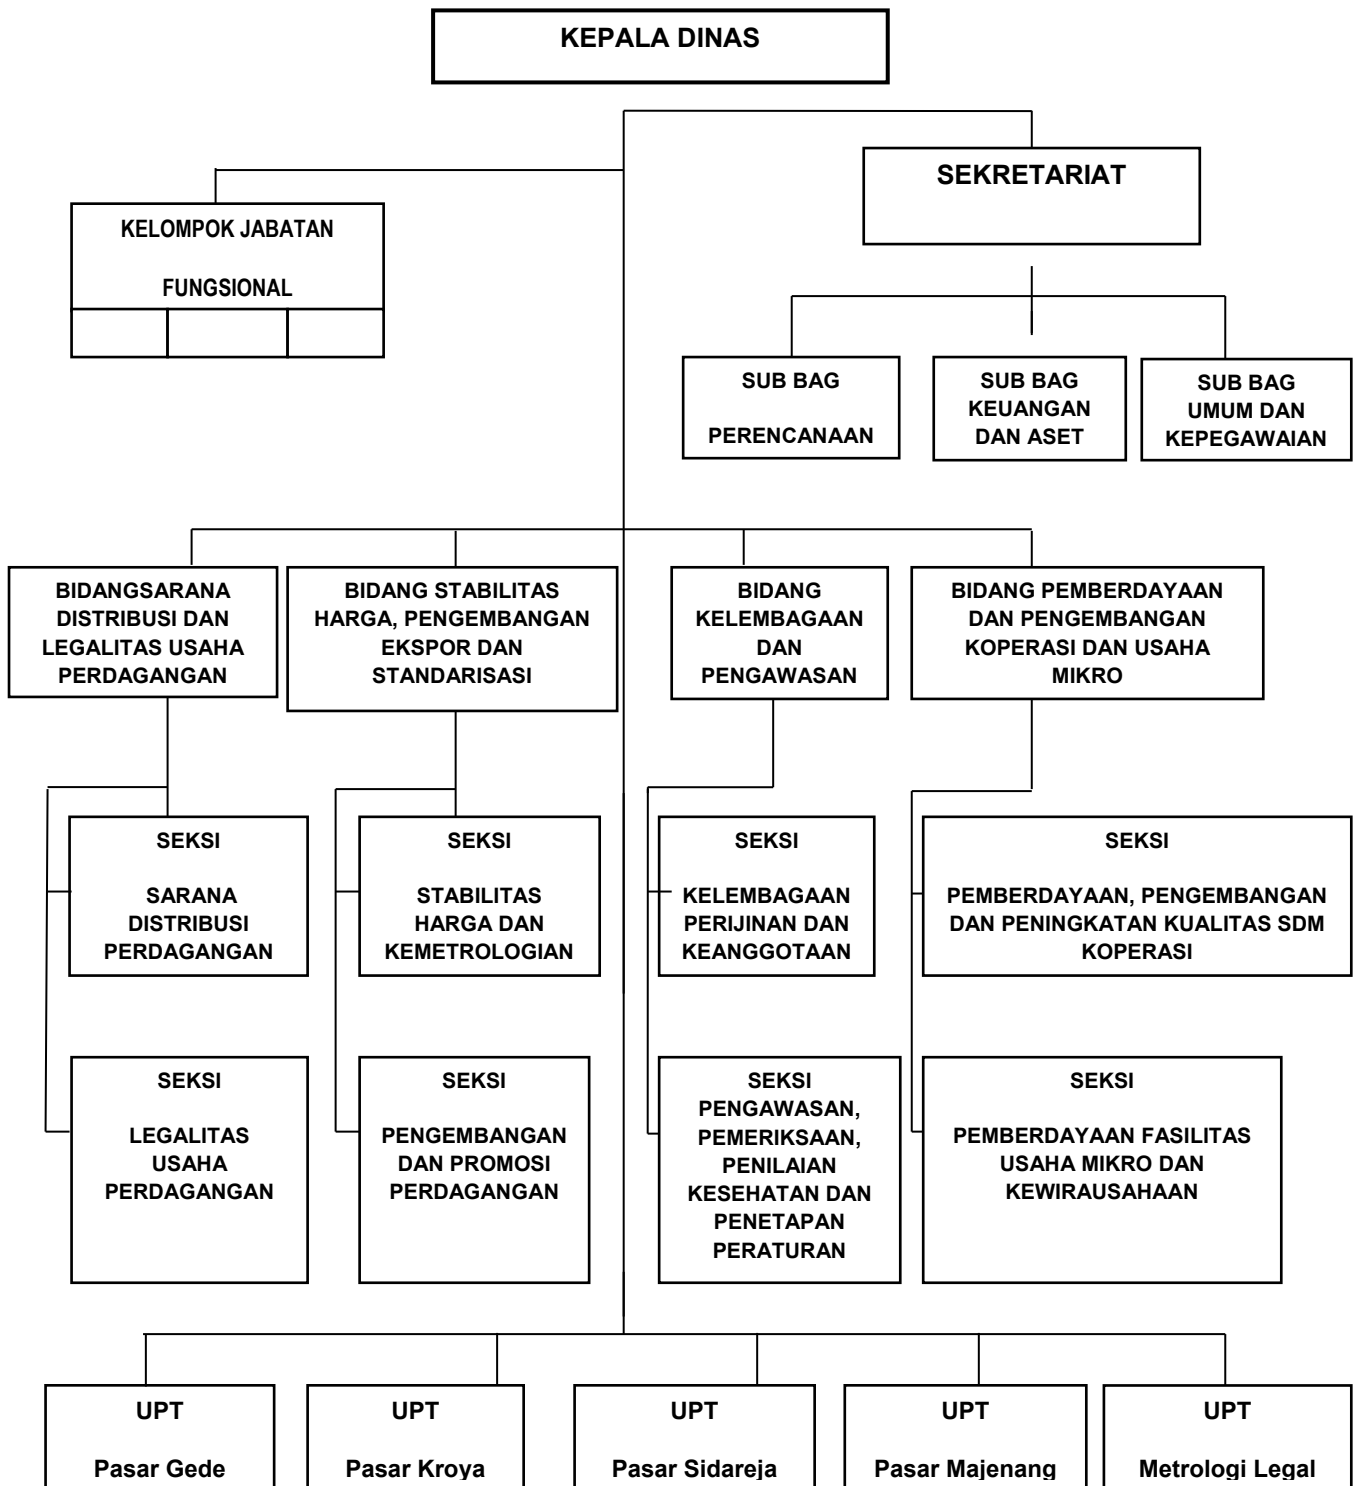 KEPALA DINAS
SEKRETARIAT
KELOMPOK JABATAN
FUNGSIONAL
SUB BAG
PERENCANAAN
SUB BAG
KEUANGAN
DAN ASET
SUB BAG
UMUM DAN
KEPEGAWAIAN
BIDANGSARANA
DISTRIBUSI DAN
LEGALITAS USAHA
PERDAGANGAN
BIDANG STABILITAS
HARGA, PENGEMBANGAN
EKSPOR DAN
STANDARISASI
BIDANG
KELEMBAGAAN
DAN
PENGAWASAN
BIDANG PEMBERDAYAAN
DAN PENGEMBANGAN
KOPERASI DAN USAHA
MIKRO
SEKSI
SARANA
DISTRIBUSI
PERDAGANGAN
SEKSI
STABILITAS
HARGA DAN
KEMETROLOGIAN
SEKSI
KELEMBAGAAN
PERIJINAN DAN
KEANGGOTAAN
SEKSI
PEMBERDAYAAN, PENGEMBANGAN
DAN PENINGKATAN KUALITAS SDM
KOPERASI
SEKSI
LEGALITAS
USAHA
PERDAGANGAN
SEKSI
PENGEMBANGAN
DAN PROMOSI
PERDAGANGAN
SEKSI
PENGAWASAN,
PEMERIKSAAN,
PENILAIAN
KESEHATAN DAN
PENETAPAN
PERATURAN
SEKSI
PEMBERDAYAAN FASILITAS
USAHA MIKRO DAN
KEWIRAUSAHAAN
UPT
Pasar Gede
UPT
Pasar Kroya
UPT
Pasar Sidareja
UPT
Pasar Majenang
UPT
Metrologi Legal